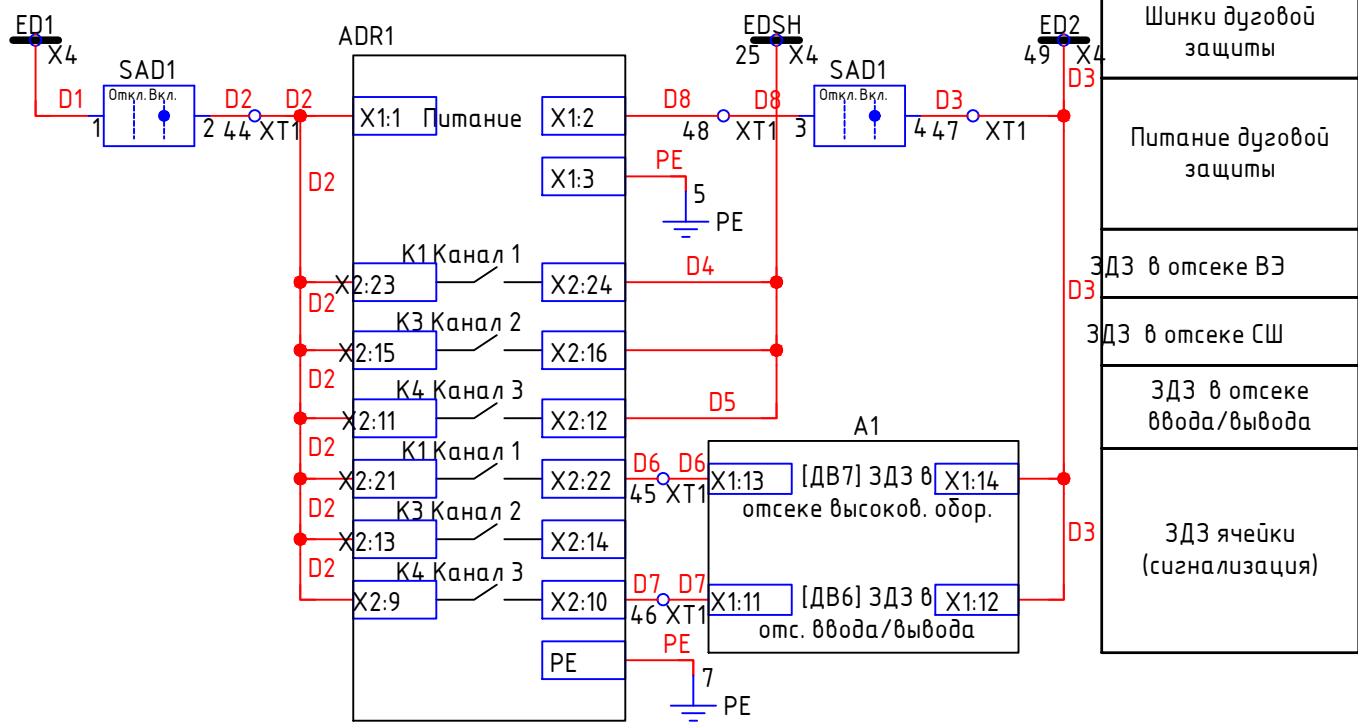 ED1
X4
EDSH
25 X4
ED2
49 X4
Шинки дуговой
защиты
ADR1
SAD1
Откл. Вкл.
D1
1
2
D2
44 XT1
D2
X1:1 Питание
X1:2
D8
48 XT1
D8
SAD1
Откл. Вкл.
3
4
D3
47 XT1
D3
Питание дуговой
защиты
X1:3
PE
5
PE
D2
K1 Канал 1
X2:23
X2:24
D4
D3
ЗДЗ в отсеке ВЭ
D2
K3 Канал 2
X2:15
X2:16
ЗДЗ в отсеке СШ
D2
K4 Канал 3
X2:11
X2:12
D5
ЗДЗ в отсеке
ввода/вывода
D2
K1 Канал 1
X2:21
X2:22
D6
45 XT1
D6
A1
X1:13
[ДВ7] ЗДЗ в
отсеке высоков. обор.
X1:14
D2
K3 Канал 2
X2:13
X2:14
D3
ЗДЗ ячейки
(сигнализация)
D2
K4 Канал 3
X2:9
X2:10
D7
46 XT1
D7
X1:11
[ДВ6] ЗДЗ в
отс. ввода/вывода
X1:12
PE
PE
7
PE